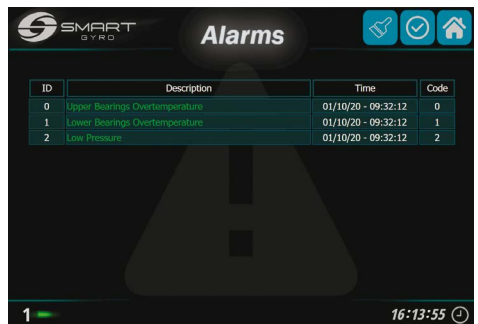 SMART
GYRO
Alarms
ID Description Time Code
0 Upper Bearings Overtemperature 01/10/20 - 09:32:12 0
1 Lower Bearings Overtemperature 01/10/20 - 09:32:12 1
2 Low Pressure 01/10/20 - 09:32:12 2
1 16:13:55